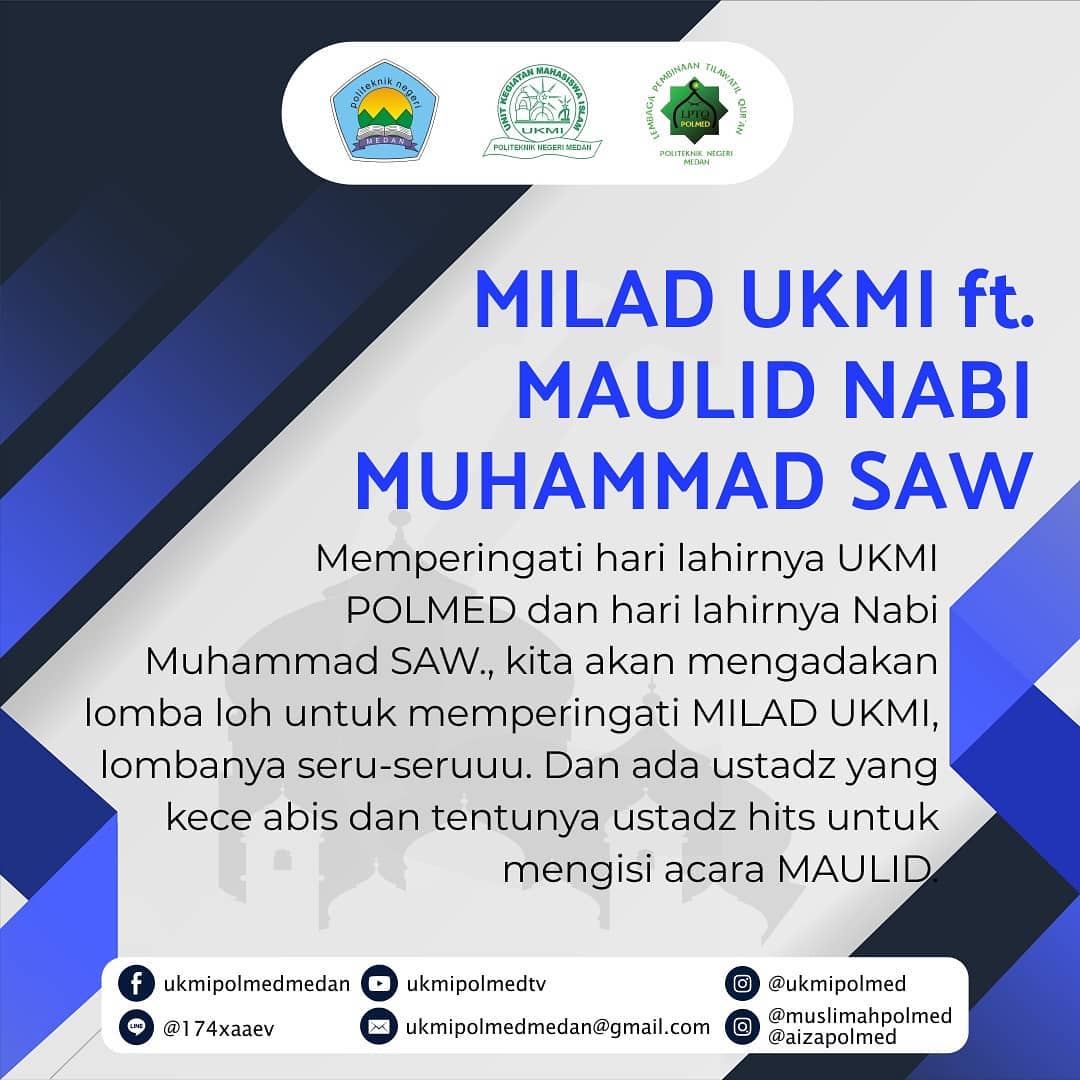 politeknik negeri
MEDAN
UNIT KEGIATAN MAHASISWA ISLAM
UKMI
POLITEKNIK NEGERI MEDAN
LEMBAGA PEMBINAAN TILAWATIL QUR'AN
LPTQ
POLMED
POLITEKNIK NEGERI
MEDAN
MILAD UKMI ft.
MAULID NABI
MUHAMMAD SAW
Memperingati hari lahirnya UKMI
POLMED dan hari lahirnya Nabi
Muhammad SAW., kita akan mengadakan
lomba loh untuk memperingati MILAD UKMI,
lombanya seru-seruuu. Dan ada ustadz yang
kece abis dan tentunya ustadz hits untuk
mengisi acara MAULID.
ukmipolmedmedan
ukmipolmedtv
@ukmipolmed
LINE
@174xaaev
ukmipolmedmedan@gmail.com
@muslimahpolmed
@aizapolmed